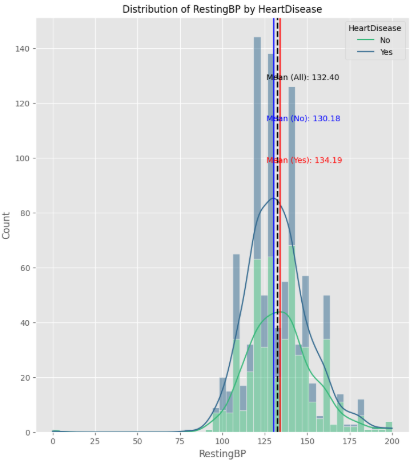 Distribution of RestingBP by HeartDisease
HeartDisease
No
Yes
Mean (All): 132.40
Mean (No): 130.18
Mean (Yes): 134.19
140
120
100
80
60
40
20
0
Count
0 25 50 75 100 125 150 175 200
RestingBP